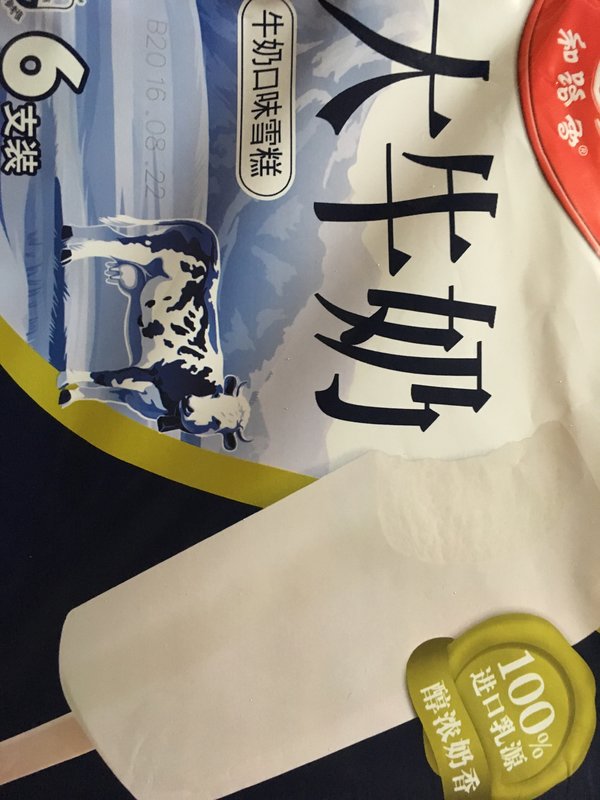 和路雪®
大牛奶
牛奶口味雪糕
B2016.08.22
6支装
100%
进口乳源
醇浓奶香